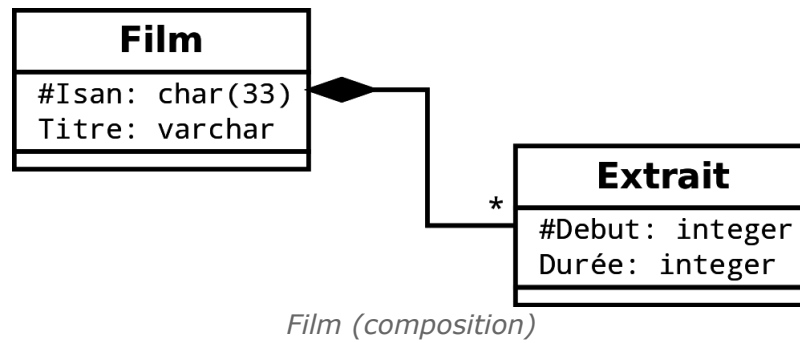 Film
#Isan: char(33)
Titre: varchar
*
Extrait
#Debut: integer
Durée: integer
Film (composition)